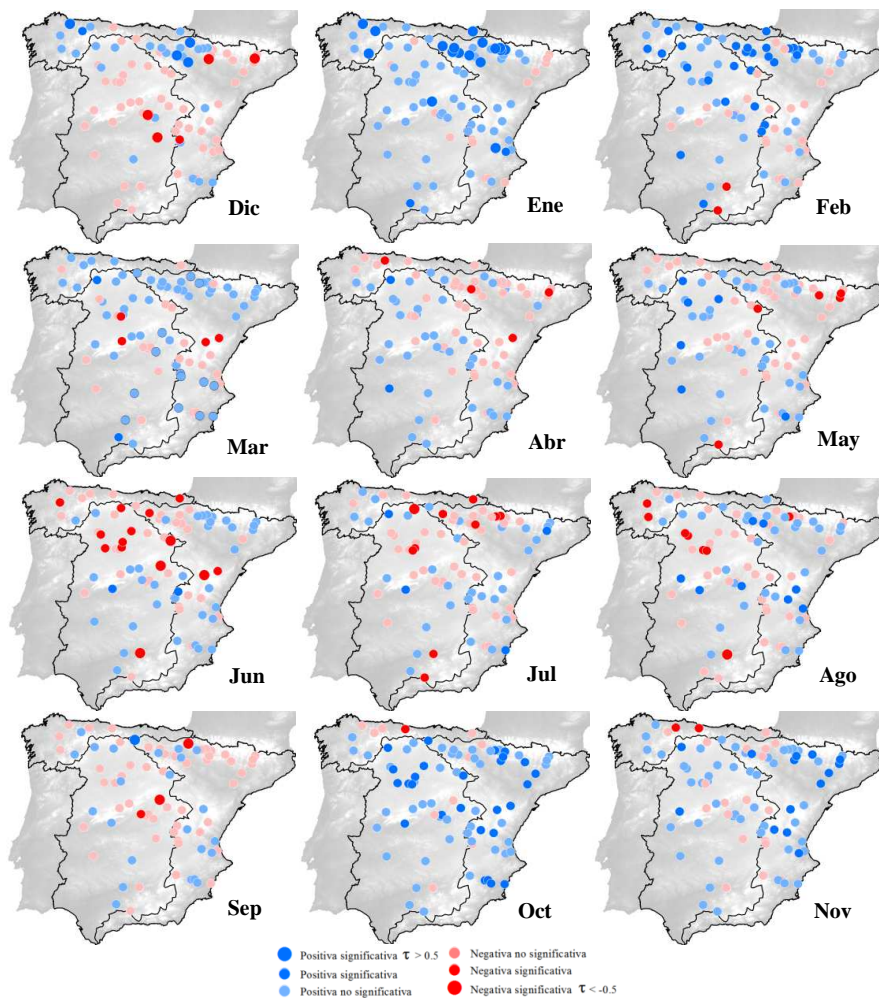 Dic
Ene
Feb
Mar
Abr
May
Jun
Jul
Ago
Sep
Oct
Nov
Positiva significativa τ > 0.5
Negativa no significativa
Positiva significativa
Negativa significativa
Positiva no significativa
Negativa significativa τ < -0.5